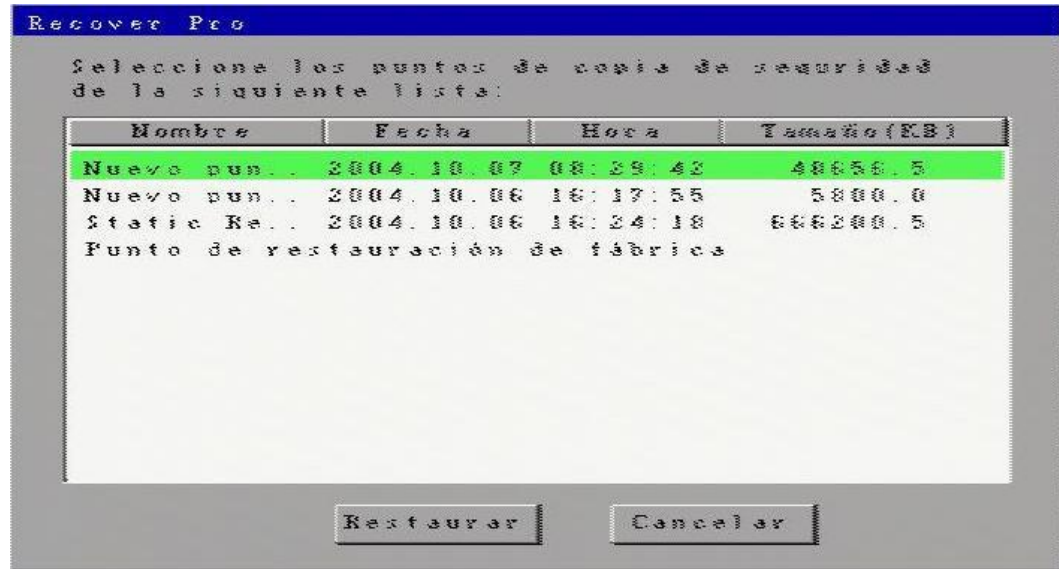 Recover Pro
Seleccione los puntos de copia de seguridad
de la siguiente lista:
Nombre Fecha Hora Tamaño(KB)
Nuevo pun.. 2004.10.07 08:29:42 48656.5
Nuevo pun.. 2004.10.06 16:17:55 5800.0
Static Re.. 2004.10.06 16:24:18 666200.5
Punto de restauración de fábrica
Restaurar Cancelar